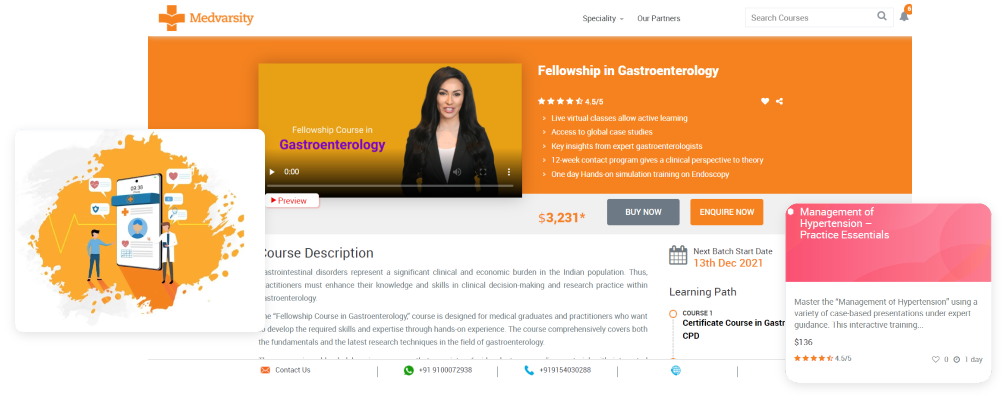 Medvarsity
Speciality
Our Partners
Search Courses
6
Fellowship in Gastroenterology
4.5/5
Live virtual classes allow active learning
Access to global case studies
Key insights from expert gastroenterologists
12-week contact program gives a clinical perspective to theory
One day Hands-on simulation training on Endoscopy
Fellowship Course in
Gastroenterology
0:00
Preview
09:38
$3,231*
BUY NOW
ENQUIRE NOW
Next Batch Start Date
13th Dec 2021
Learning Path
COURSE 1
Certificate Course in Gastr
CPD
ourse Description
astrointestinal disorders represent a significant clinical and economic burden in the Indian population. Thus,
ractitioners must enhance their knowledge and skills in clinical decision-making and research practice within
astroenterology.
he "Fellowship Course in Gastroenterology," course is designed for medical graduates and practitioners who want
develop the required skills and expertise through hands-on experience. The course comprehensively covers both
the fundamentals and the latest research techniques in the field of gastroenterology.
Contact Us
+91 9100072938
+919154030288
Management of
Hypertension –
Practice Essentials
Master the "Management of Hypertension" using a
variety of case-based presentations under expert
guidance. This interactive training...
$136
4.5/5
0
1 day